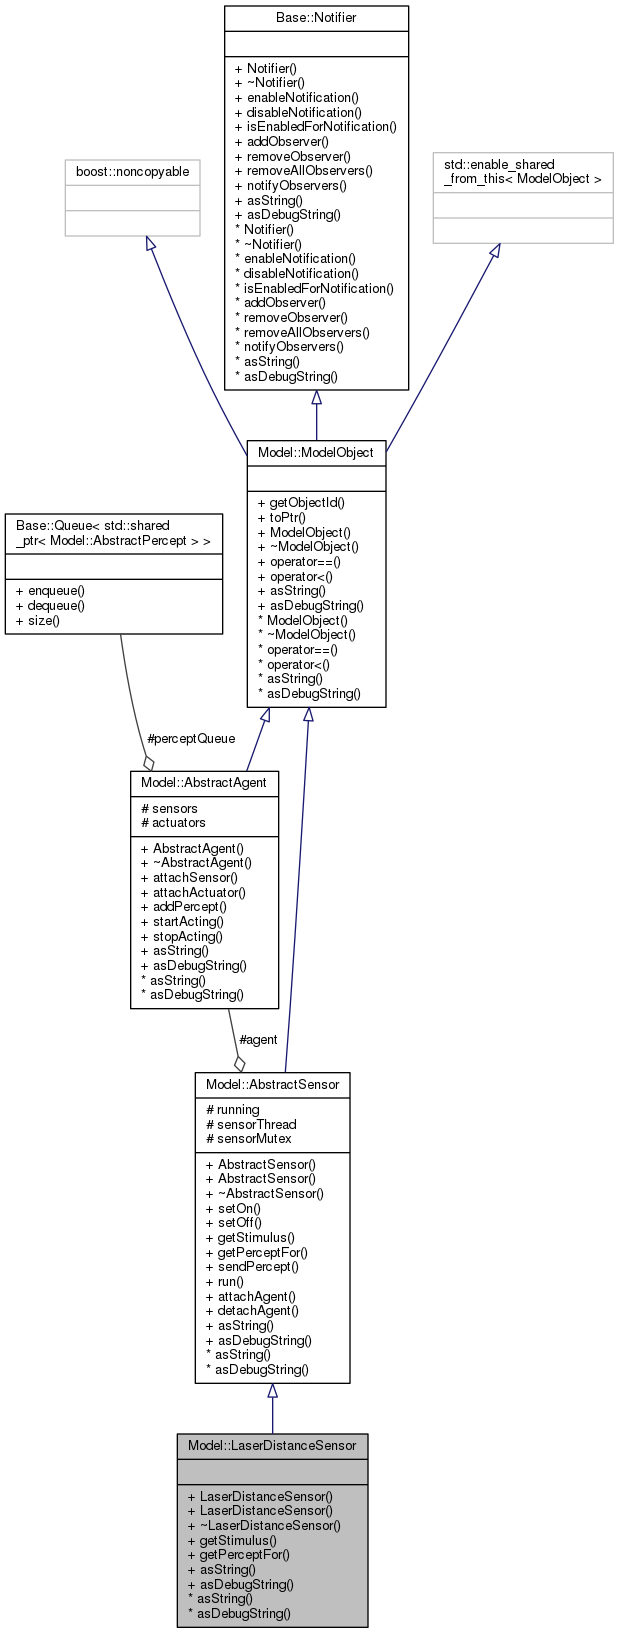 Base::Notifier
+ Notifier()
+ ~Notifier()
+ enableNotification()
+ disableNotification()
+ isEnabledForNotification()
+ addObserver()
+ removeObserver()
+ removeAllObservers()
+ notifyObservers()
+ asString()
+ asDebugString()
* Notifier()
* ~Notifier()
* enableNotification()
* disableNotification()
* isEnabledForNotification()
* addObserver()
* removeObserver()
* removeAllObservers()
* notifyObservers()
* asString()
* asDebugString()
boost::noncopyable
std::enable_shared
_from_this< ModelObject >
Model::ModelObject
+ getObjectId()
+ toPtr()
+ ModelObject()
+ ~ModelObject()
+ operator==()
+ operator<()
+ asString()
+ asDebugString()
* ModelObject()
* ~ModelObject()
* operator==()
* operator<()
* asString()
* asDebugString()
Base::Queue< std::shared
_ptr< Model::AbstractPercept > >
+ enqueue()
+ dequeue()
+ size()
#perceptQueue
Model::AbstractAgent
# sensors
# actuators
+ AbstractAgent()
+ ~AbstractAgent()
+ attachSensor()
+ attachActuator()
+ addPercept()
+ startActing()
+ stopActing()
+ asString()
+ asDebugString()
* asString()
* asDebugString()
#agent
Model::AbstractSensor
# running
# sensorThread
# sensorMutex
+ AbstractSensor()
+ AbstractSensor()
+ ~AbstractSensor()
+ setOn()
+ setOff()
+ getStimulus()
+ getPerceptFor()
+ sendPercept()
+ run()
+ attachAgent()
+ detachAgent()
+ asString()
+ asDebugString()
* asString()
* asDebugString()
Model::LaserDistanceSensor
+ LaserDistanceSensor()
+ LaserDistanceSensor()
+ ~LaserDistanceSensor()
+ getStimulus()
+ getPerceptFor()
+ asString()
+ asDebugString()
* asString()
* asDebugString()